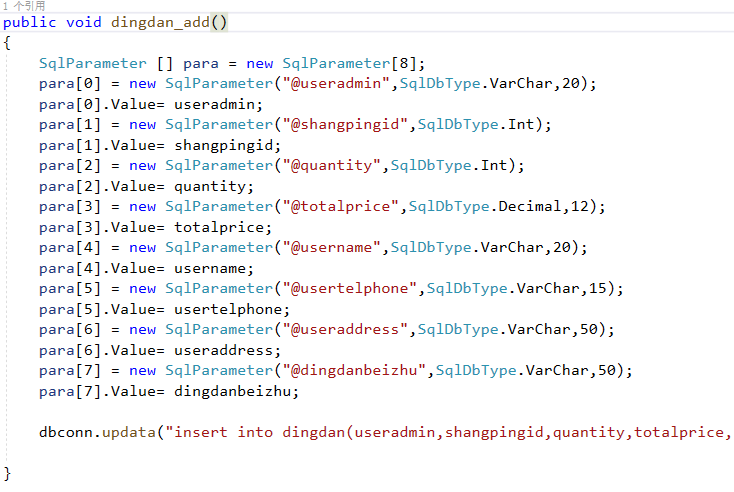 1 个引用
public void dingdan_add()
{
SqlParameter [] para = new SqlParameter[8];
para[0] = new SqlParameter("@useradmin",SqlDbType.VarChar,20);
para[0].Value= useradmin;
para[1] = new SqlParameter("@shangpingid",SqlDbType.Int);
para[1].Value= shangpingid;
para[2] = new SqlParameter("@quantity",SqlDbType.Int);
para[2].Value= quantity;
para[3] = new SqlParameter("@totalprice",SqlDbType.Decimal,12);
para[3].Value= totalprice;
para[4] = new SqlParameter("@username",SqlDbType.VarChar,20);
para[4].Value= username;
para[5] = new SqlParameter("@usertelphone",SqlDbType.VarChar,15);
para[5].Value= usertelphone;
para[6] = new SqlParameter("@useraddress",SqlDbType.VarChar,50);
para[6].Value= useraddress;
para[7] = new SqlParameter("@dingdanbeizhu",SqlDbType.VarChar,50);
para[7].Value= dingdanbeizhu;
dbconn.updata("insert into dingdan(useradmin,shangpingid,quantity,totalprice,
}